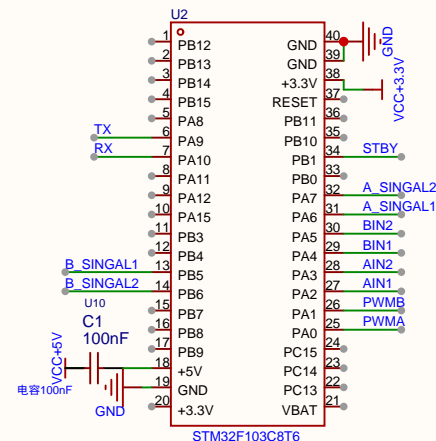 U2
1 PB12 GND 40 GND
2 PB13 GND 39
3 PB14 +3.3V 38 VCC+3.3V
4 PB15 RESET 37
5 PA8 PB11 36
TX 6 PA9 PB10 35
RX 7 PA10 PB1 34 STBY
8 PA11 PB0 33
9 PA12 PA7 32 A_SINGAL2
10 PA15 PA6 31 A_SINGAL1
11 PB3 PA5 30 BIN2
12 PB4 PA4 29 BIN1
B_SINGAL1 13 PB5 PA3 28 AIN2
B_SINGAL2 14 PB6 PA2 27 AIN1
U10 15 PB7 PA1 26 PWMB
C1 16 PB8 PA0 25 PWMA
100nF 17 PB9 PC15 24
VCC+5V 18 +5V PC14 23
电容100nF 19 GND PC13 22
GND 20 +3.3V VBAT 21
STM32F103C8T6